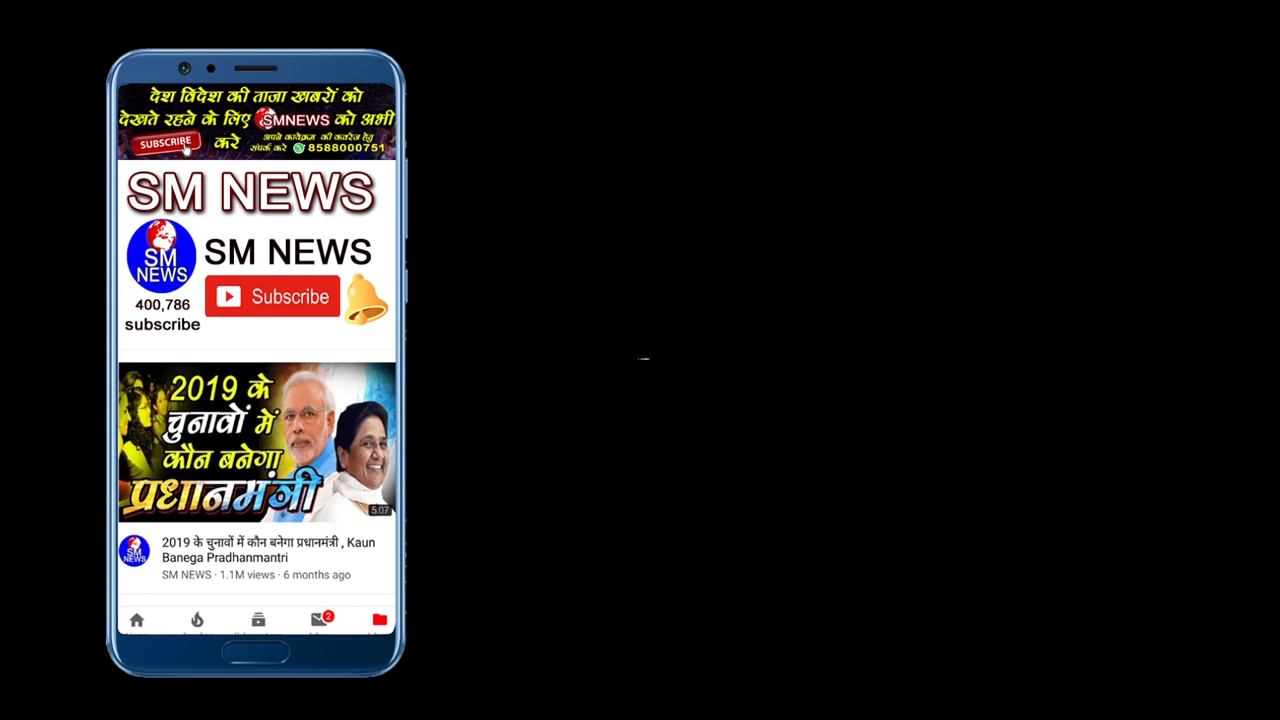 देश विदेश की ताजा खबरों को
देखते रहने के लिए SMNEWS को अभी
SUBSCRIBE करे अपने कार्यक्रम की कवरेज हेतु
संपर्क करे 8588000751
SM NEWS
SM NEWS
SM NEWS
Subscribe
400,786
subscribe
2019 के
चुनावों में
कौन बनेगा
प्रधानमंत्री
5:07
SM NEWS
2019 के चुनावों में कौन बनेगा प्रधानमंत्री , Kaun
Banega Pradhanmantri
SM NEWS · 1.1M views · 6 months ago
2